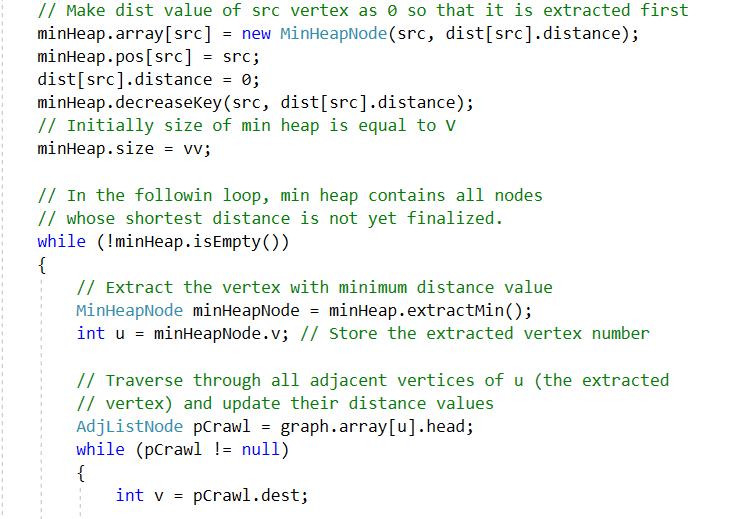 // Make dist value of src vertex as 0 so that it is extracted first
minHeap.array[src] = new MinHeapNode(src, dist[src].distance);
minHeap.pos[src] = src;
dist[src].distance = 0;
minHeap.decreaseKey(src, dist[src].distance);
// Initially size of min heap is equal to V
minHeap.size = vv;

// In the followin loop, min heap contains all nodes
// whose shortest distance is not yet finalized.
while (!minHeap.isEmpty())
{
    // Extract the vertex with minimum distance value
    MinHeapNode minHeapNode = minHeap.extractMin();
    int u = minHeapNode.v; // Store the extracted vertex number

    // Traverse through all adjacent vertices of u (the extracted
    // vertex) and update their distance values
    AdjListNode pCrawl = graph.array[u].head;
    while (pCrawl != null)
    {
        int v = pCrawl.dest;